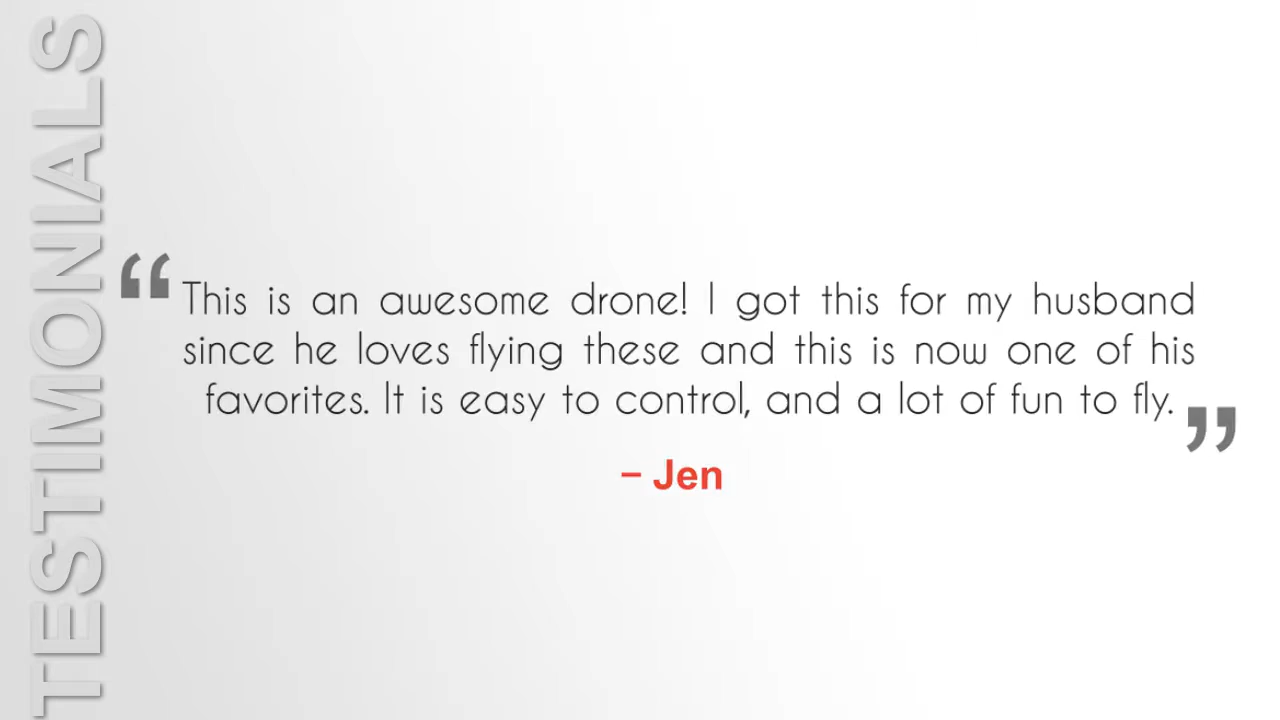 TESTIMONIALS
“This is an awesome drone! I got this for my husband
since he loves flying these and this is now one of his
favorites. It is easy to control, and a lot of fun to fly.”
– Jen